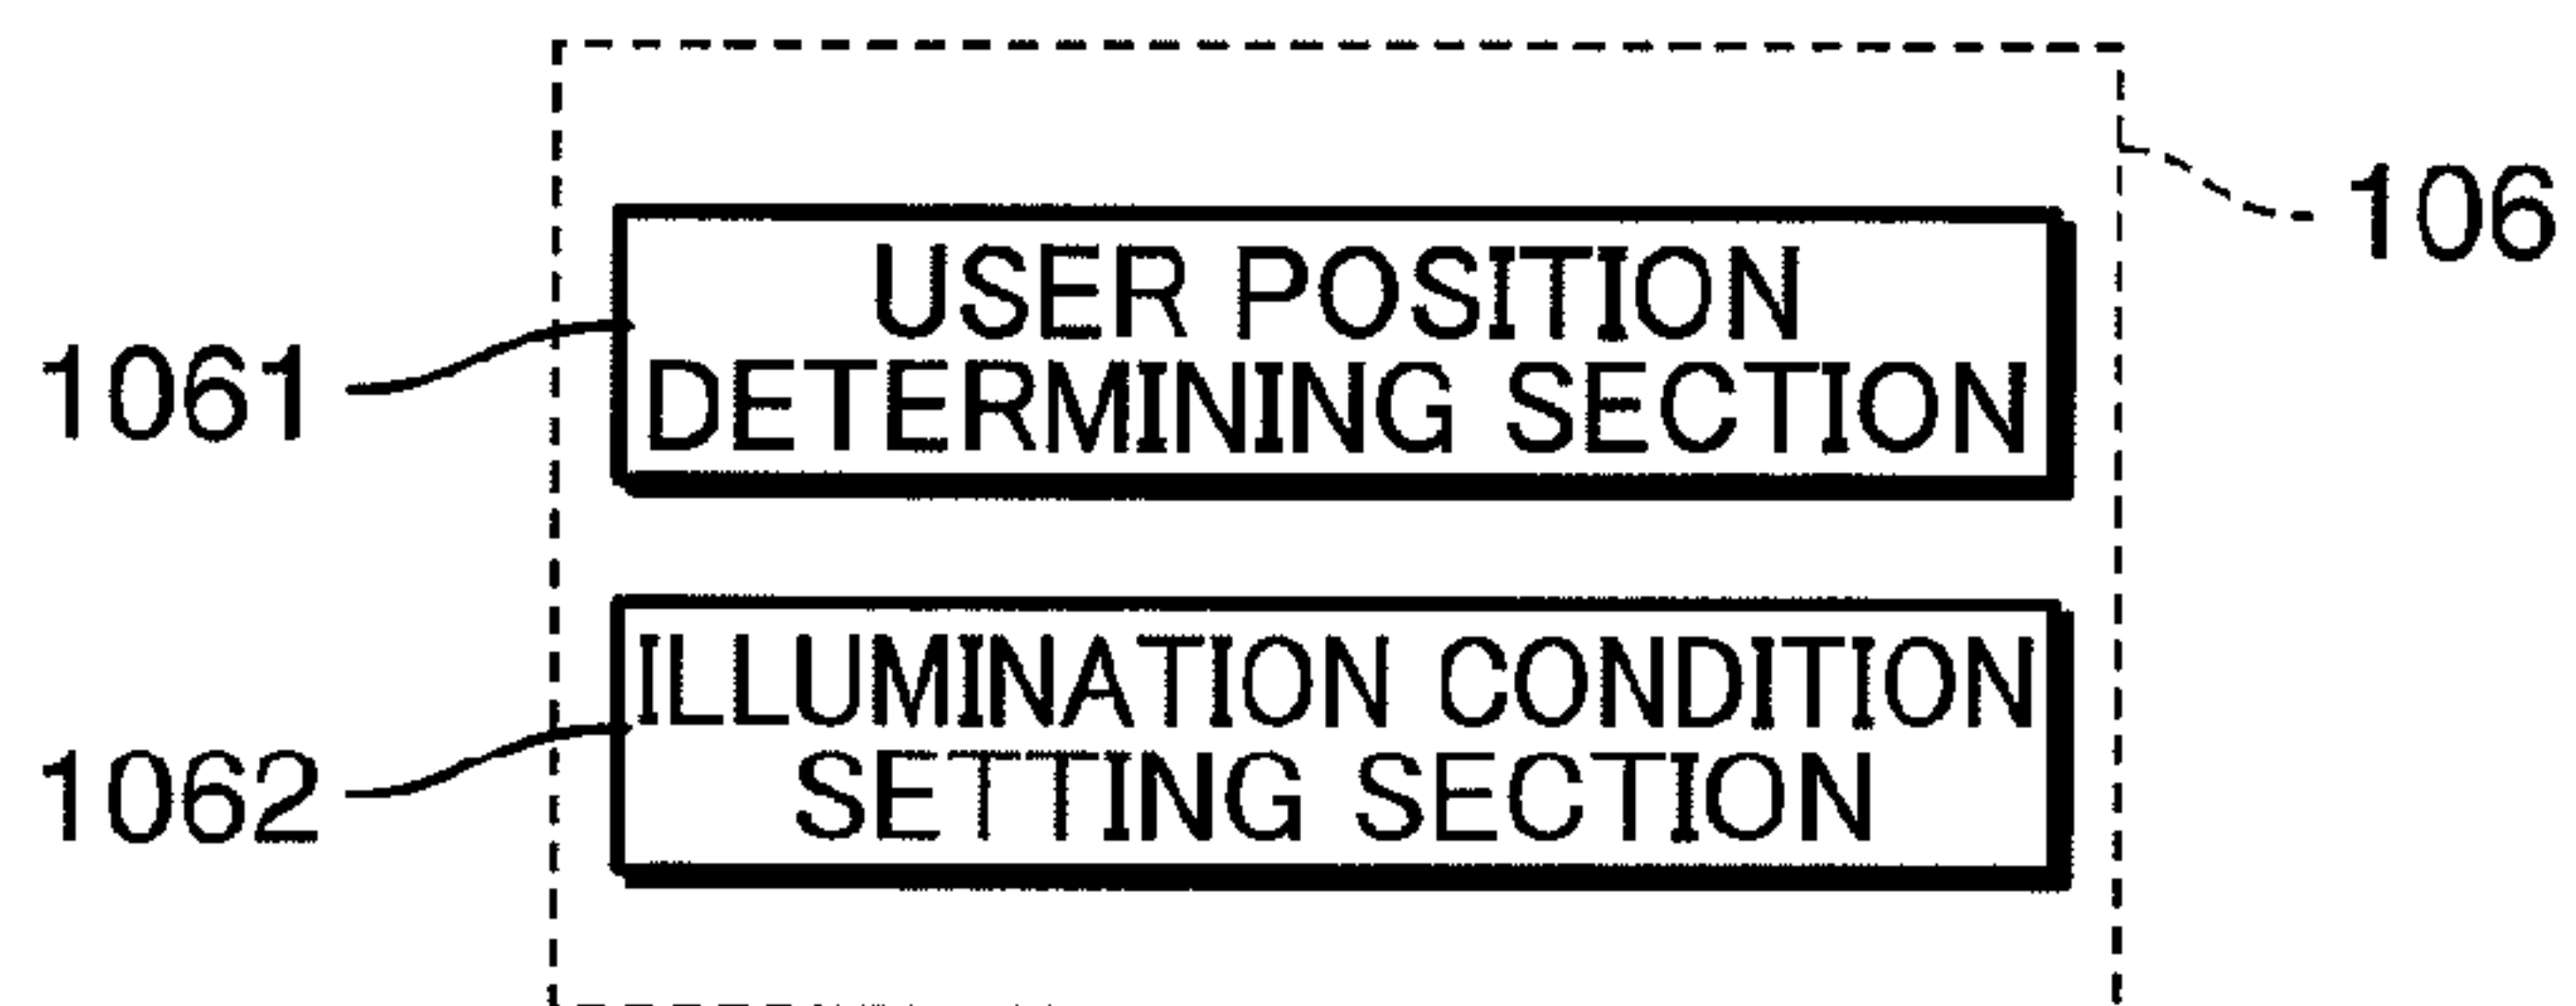 106
1061
USER POSITION
DETERMINING SECTION
1062
ILLUMINATION CONDITION
SETTING SECTION